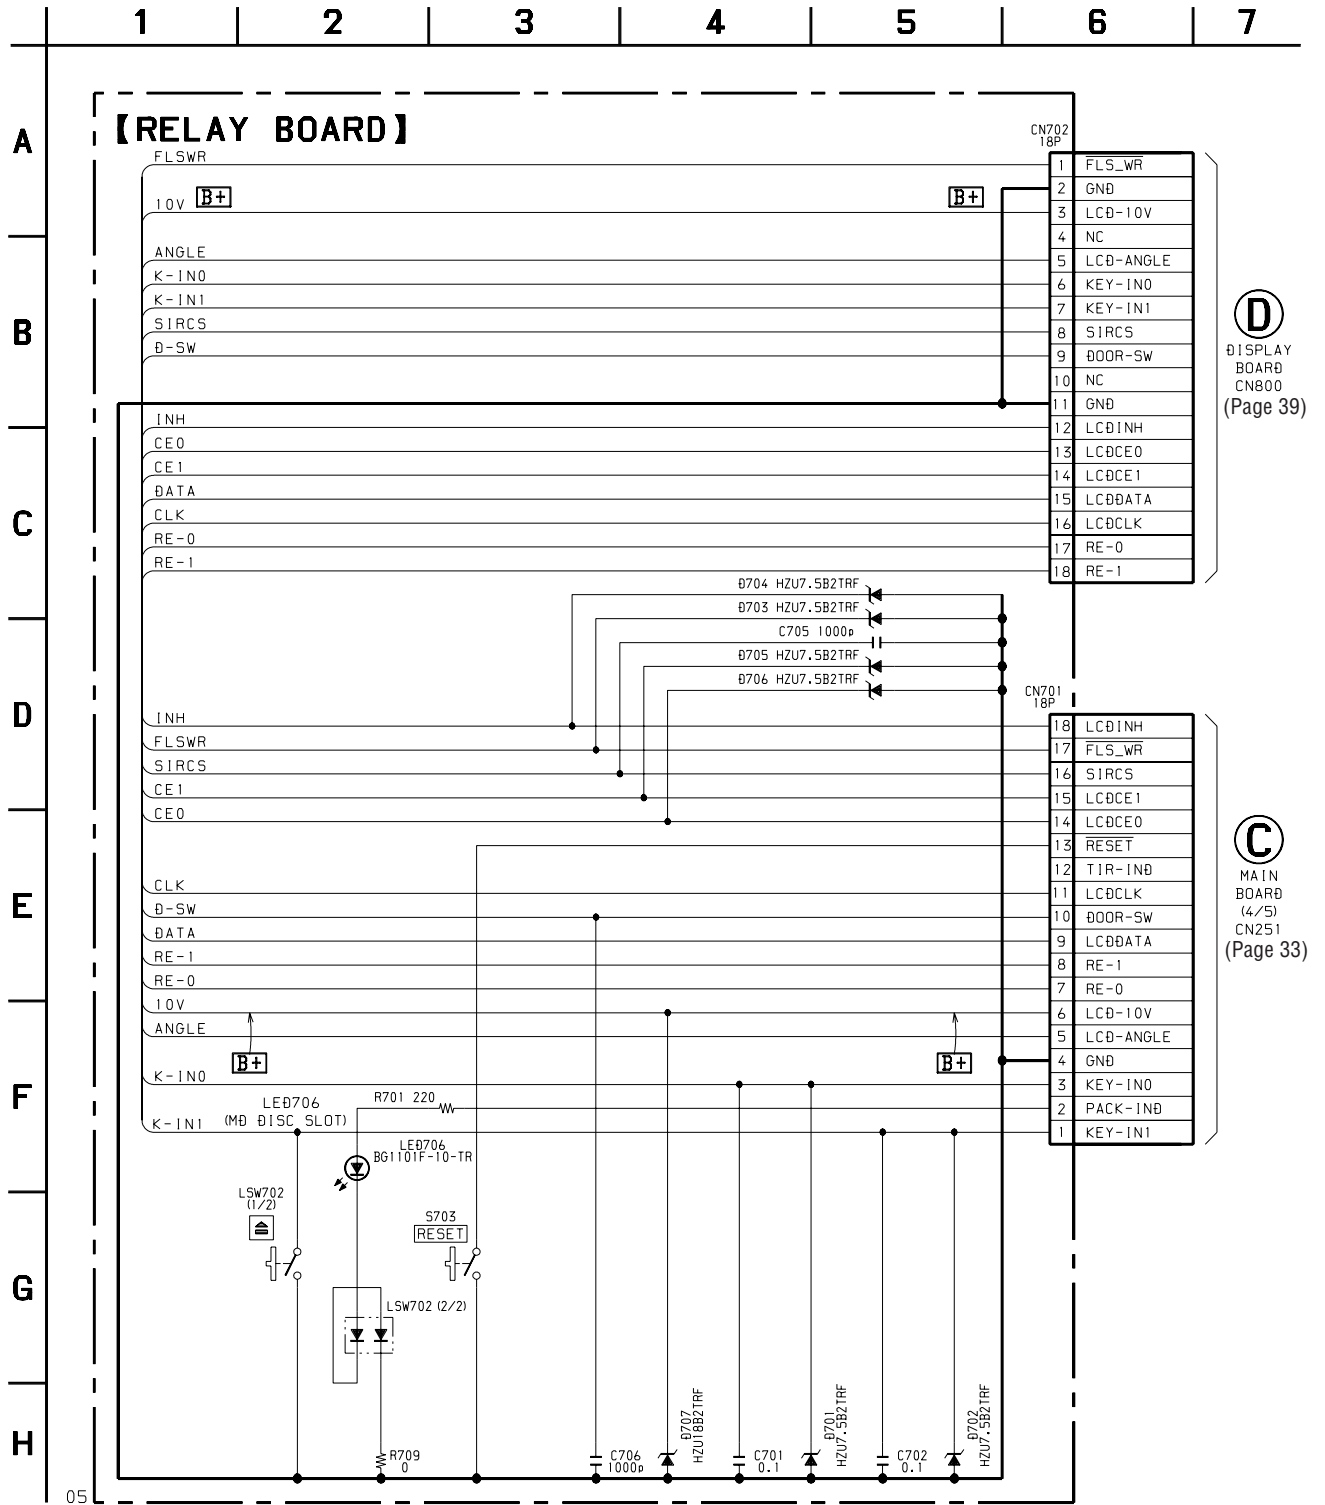 1 2 3 4 5 6 7
A
B
C
D
E
F
G
H
【RELAY BOARD】
CN702
18P
FLSWR
10V B+ B+
ANGLE
K-IN0
K-IN1
SIRCS
D-SW
INH
CE0
CE1
DATA
CLK
RE-0
RE-1
1 FLS_WR
2 GND
3 LCD-10V
4 NC
5 LCD-ANGLE
6 KEY-IN0
7 KEY-IN1
8 SIRCS
9 DOOR-SW
10 NC
11 GND
12 LCDINH
13 LCDCE0
14 LCDCE1
15 LCDDATA
16 LCDCLK
17 RE-0
18 RE-1
D
DISPLAY
BOARD
CN800
(Page 39)
D704 HZU7.5B2TRF
D703 HZU7.5B2TRF
C705 1000p
D705 HZU7.5B2TRF
D706 HZU7.5B2TRF
CN701
18P
INH
FLSWR
SIRCS
CE1
CE0
CLK
D-SW
DATA
RE-1
RE-0
10V
ANGLE
B+ B+
K-IN0
K-IN1
18 LCDINH
17 FLS_WR
16 SIRCS
15 LCDCE1
14 LCDCE0
13 RESET
12 TIR-IND
11 LCDCLK
10 DOOR-SW
9 LCDDATA
8 RE-1
7 RE-0
6 LCD-10V
5 LCD-ANGLE
4 GND
3 KEY-IN0
2 PACK-IND
1 KEY-IN1
C
MAIN
BOARD
(4/5)
CN251
(Page 33)
LED706
(MD DISC SLOT)
R701 220
LED706
BG1101F-10-TR
LSW702
(1/2)
S703
RESET
LSW702 (2/2)
R709
0
C706
1000p
D707
HZU18B2TRF
C701
0.1
D701
HZU7.5B2TRF
C702
0.1
D702
HZU7.5B2TRF
05